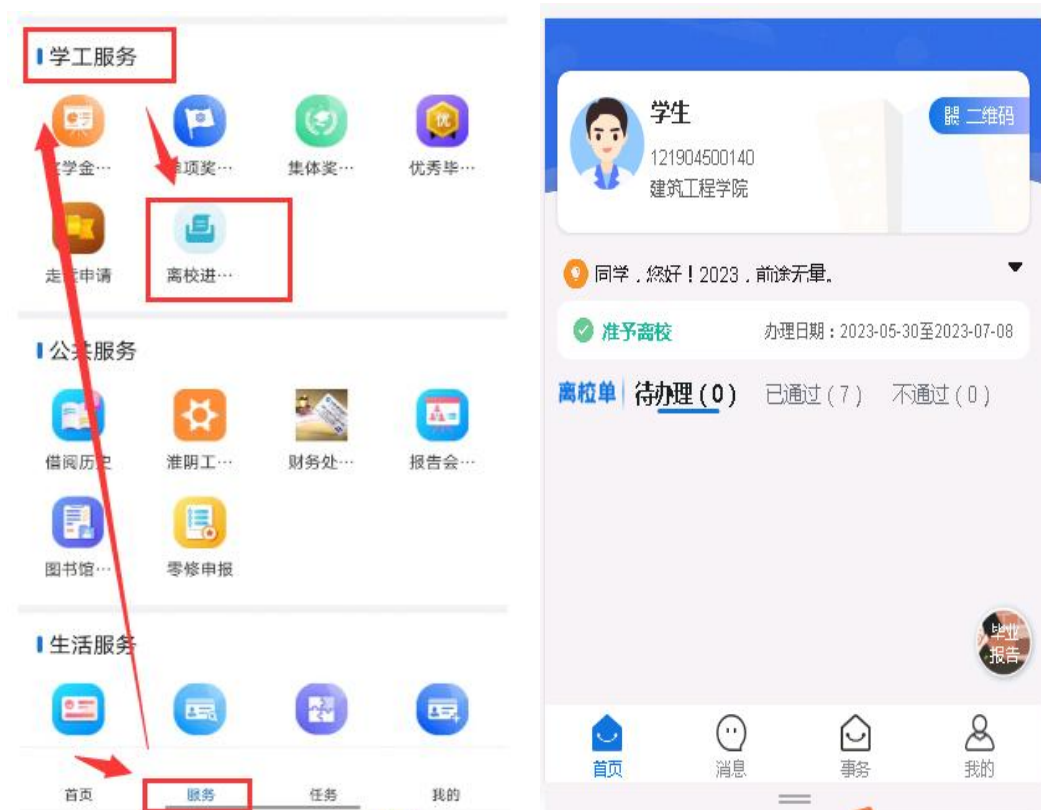 学工服务
学金…
单项奖…
集体奖…
优秀毕…
走读申请
离校进…
公共服务
借阅历史
淮阴工…
财务处…
报告会…
图书馆…
零修申报
生活服务
首页
服务
任务
我的
学生
二维码
121904500140
建筑工程学院
同学，您好！2023，前途无量。
准予离校 办理日期：2023-05-30至2023-07-08
离校单 待办理(0) 已通过(7) 不通过(0)
毕业
报告
首页
消息
事务
我的